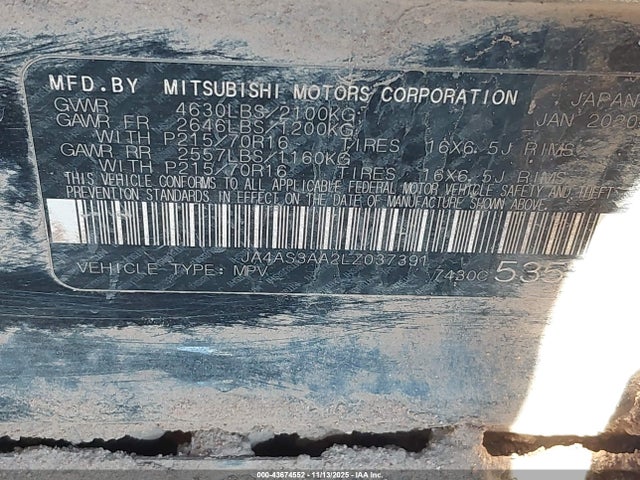 MFD.BY MITSUBISHI MOTORS CORPORATION JAPAN
GVWR 4630LBS/2100KG JAN 2020
GAWR FR 2646LBS/1200KG
WITH P215/70R16 TIRES 16X6.5J RIMS
GAWR RR 2557LBS/1160KG
WITH P215/70R16 TIRES 16X6.5J RIMS
THIS VEHICLE CONFORMS TO ALL APPLICABLE FEDERAL MOTOR VEHICLE SAFETY AND THEFT
PREVENTION STANDARDS IN EFFECT ON THE DATE OF MANUFACTURE SHOWN ABOVE.
JA4AS3AA2LZ037391
VEHICLE TYPE: MPV 7430C
000-43674552 - 11/13/2025 - IAA Inc.